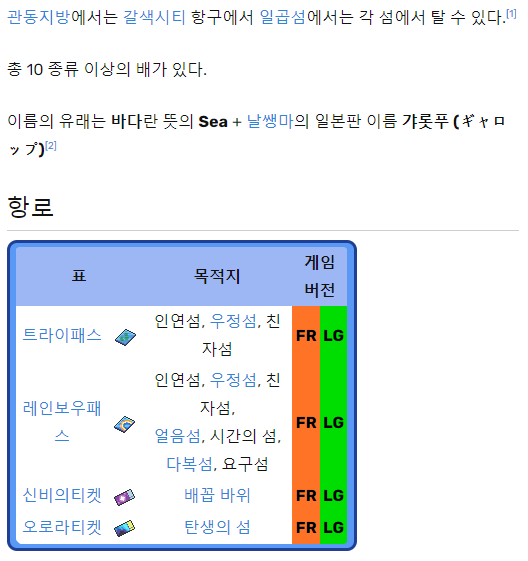 관동지방에서는 갈색시티 항구에서 일곱섬에서는 각 섬에서 탈 수 있다.[1]
총 10 종류 이상의 배가 있다.
이름의 유래는 바다란 뜻의 Sea + 날쌩마의 일본판 이름 갸롯푸 (ギャロ
ップ)[2]
항로
표 목적지 게임
버전
트라이패스 인연섬, 우정섬, 친
자섬 FR LG
레인보우패
스 인연섬, 우정섬, 친
자섬,
얼음섬, 시간의 섬,
다복섬, 요구섬 FR LG
신비의티켓 배꼽 바위 FR LG
오로라티켓 탄생의 섬 FR LG